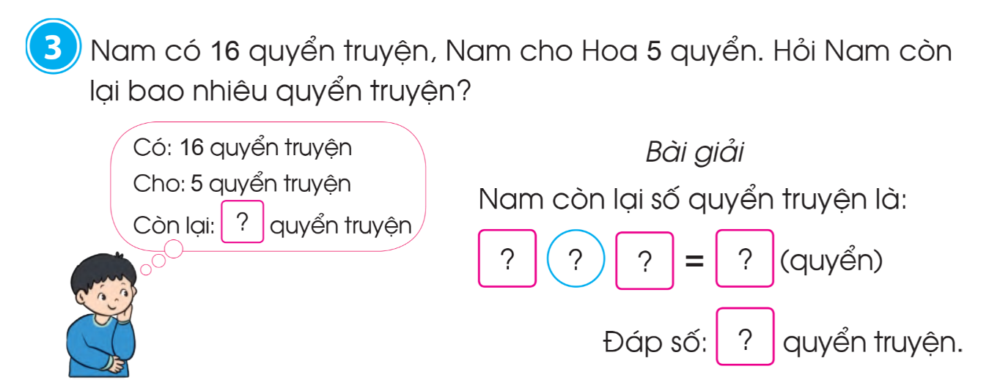 3 Nam có 16 quyển truyện, Nam cho Hoa 5 quyển. Hỏi Nam còn
lại bao nhiêu quyển truyện?
Có: 16 quyển truyện
Cho: 5 quyển truyện
Còn lại: ? quyển truyện
Bài giải
Nam còn lại số quyển truyện là:
? ? ? = ? (quyển)
Đáp số: ? quyển truyện.